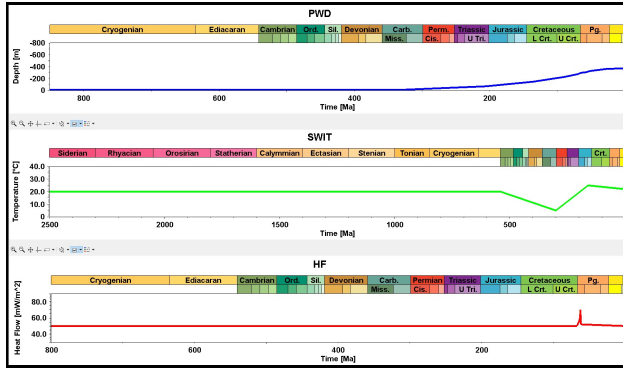 PWD
Cryogenian Ediacaran Cambrian Ord. Sil. Devonian Carb. Perm. Triassic Jurassic Cretaceous Pg.
Miss. Cis. U Tri. L Crt. U Crt.
-800
-400
-200
0
Depth [m]
800 600 400 200
Time [Ma]
SWIT
Siderian Rhyacian Orosirian Statherian Calymmian Ectasian Stenian Tonian Cryogenian Crt.
40.0
30.0
20.0
10.0
0.0
Temperature [°C]
2500 2000 1500 1000 500
Time [Ma]
HF
Cryogenian Ediacaran Cambrian Ord. Sil. Devonian Carb. Permian Triassic Jurassic Cretaceous Pg.
Miss. Cis. U Tri. L Crt. U Crt.
80.0
60.0
40.0
Heat Flow [mW/m^2]
800 600 400 200
Time [Ma]